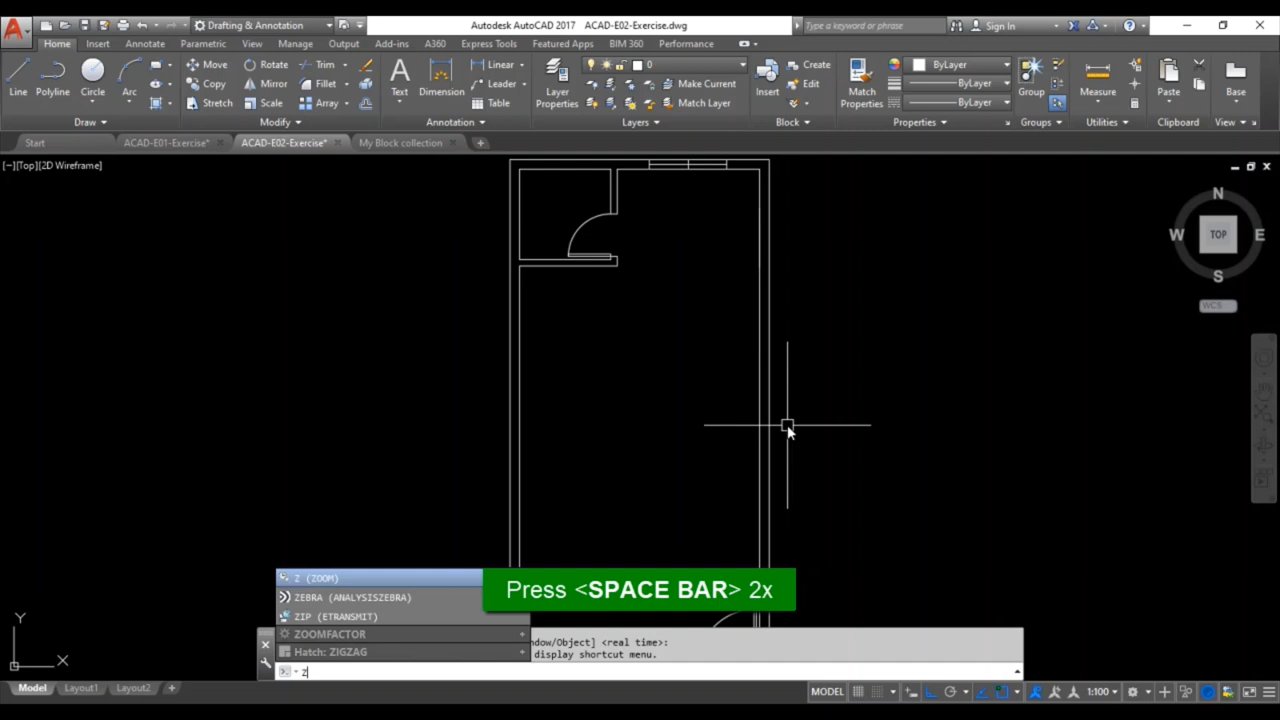 Drafting & Annotation
Autodesk AutoCAD 2017 ACAD-E02-Exercise.dwg
Type a keyword or phrase
Sign In
Home Insert Annotate Parametric View Manage Output Add-ins A360 Express Tools Featured Apps BIM 360 Performance
Move Rotate Trim Linear 0 Create ByLayer
Copy Mirror Fillet Leader Make Current Edit ByLayer
Line Polyline Circle Arc Text Dimension Layer Properties Insert Match Properties Group Measure Paste Base
Stretch Scale Array Table Match Layer ByLayer
Draw Modify Annotation Layers Block Properties Groups Utilities Clipboard View
Start ACAD-E01-Exercise* ACAD-E02-Exercise* My Block collection
[−][Top][2D Wireframe]
N
W TOP E
S
WCS
Z (ZOOM)
ZEBRA (ANALYSISZEBRA)
ZIP (ETRANSMIT)
ZOOMFACTOR
Hatch: ZIGZAG
Press <SPACE BAR> 2x
ndow/Object] <real time>:
display shortcut menu.
Z
Y
X
Model Layout1 Layout2
MODEL 1:100